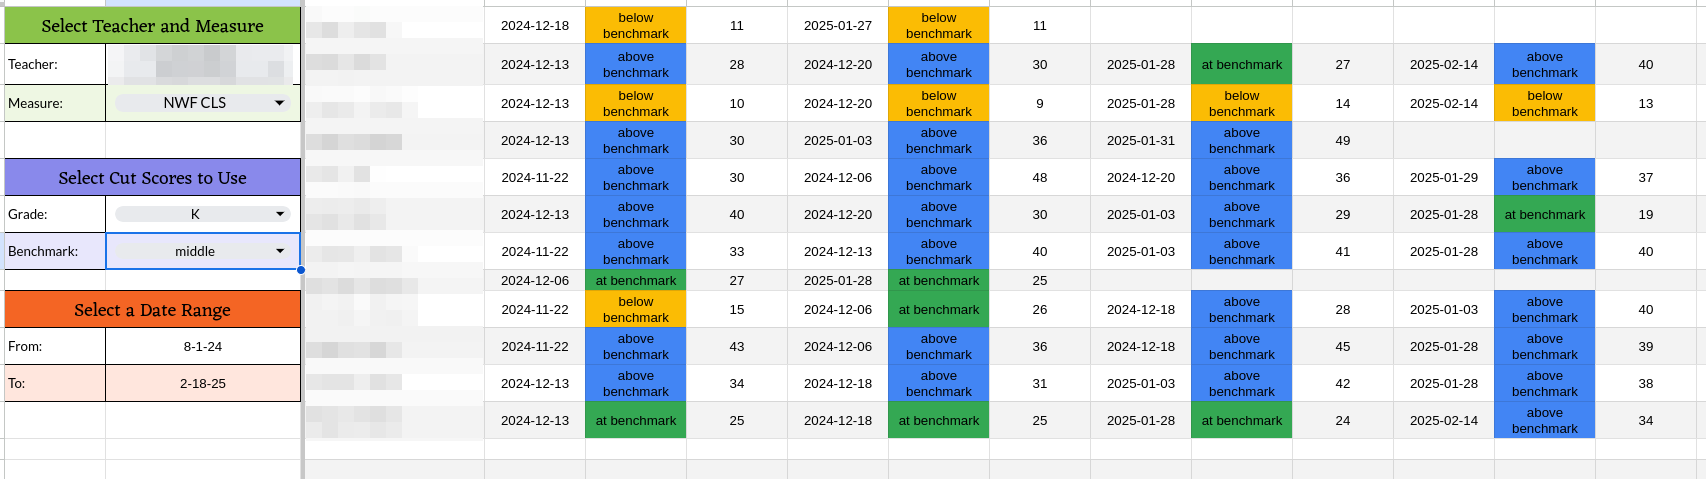 Select Teacher and Measure
Teacher:
Measure: NWF CLS
Select Cut Scores to Use
Grade: K
Benchmark: middle
Select a Date Range
From: 8-1-24
To: 2-18-25
2024-12-18 below benchmark 11 2025-01-27 below benchmark 11
2024-12-13 above benchmark 28 2024-12-20 above benchmark 30 2025-01-28 at benchmark 27 2025-02-14 above benchmark 40
2024-12-13 below benchmark 10 2024-12-20 below benchmark 9 2025-01-28 below benchmark 14 2025-02-14 below benchmark 13
2024-12-13 above benchmark 30 2025-01-03 above benchmark 36 2025-01-31 above benchmark 49
2024-11-22 above benchmark 30 2024-12-06 above benchmark 48 2024-12-20 above benchmark 36 2025-01-29 above benchmark 37
2024-12-13 above benchmark 40 2024-12-20 above benchmark 30 2025-01-03 above benchmark 29 2025-01-28 at benchmark 19
2024-11-22 above benchmark 33 2024-12-13 above benchmark 40 2025-01-03 above benchmark 41 2025-01-28 above benchmark 40
2024-12-06 at benchmark 27 2025-01-28 at benchmark 25
2024-11-22 below benchmark 15 2024-12-06 at benchmark 26 2024-12-18 above benchmark 28 2025-01-03 above benchmark 40
2024-11-22 above benchmark 43 2024-12-06 above benchmark 36 2024-12-18 above benchmark 45 2025-01-28 above benchmark 39
2024-12-13 above benchmark 34 2024-12-18 above benchmark 31 2025-01-03 above benchmark 42 2025-01-28 above benchmark 38
2024-12-13 at benchmark 25 2024-12-18 at benchmark 25 2025-01-28 at benchmark 24 2025-02-14 above benchmark 34